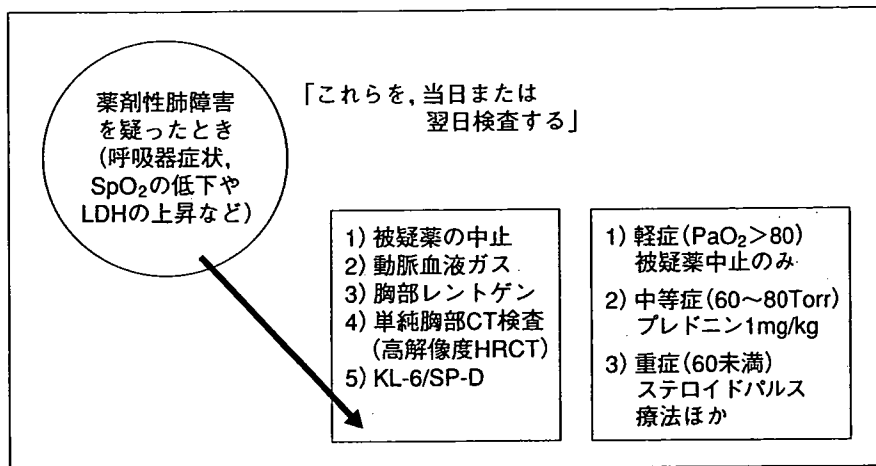 薬剤性肺障害
を疑ったとき
(呼吸器症状,
SpO₂の低下や
LDHの上昇など)
「これらを,当日または
翌日検査する」
1) 被疑薬の中止
2) 動脈血液ガス
3) 胸部レントゲン
4) 単純胸部CT検査
(高解像度HRCT)
5) KL-6/SP-D
1) 軽症(PaO₂>80)
被疑薬中止のみ
2) 中等症(60〜80Torr)
プレドニン1mg/kg
3) 重症(60未満)
ステロイドパルス
療法ほか